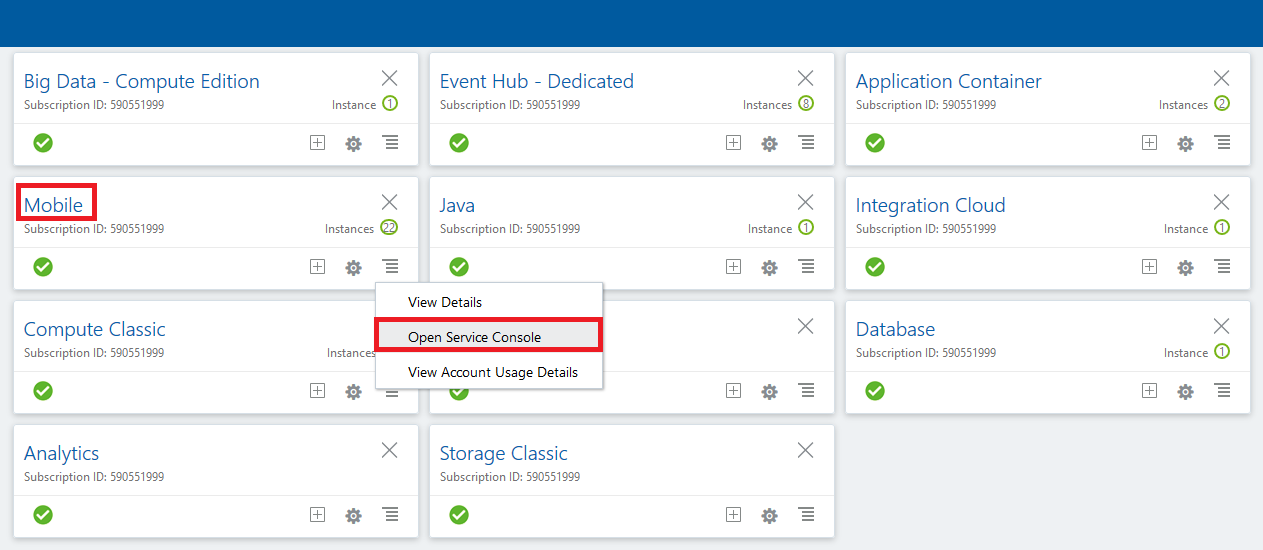 Big Data - Compute Edition
Subscription ID: 590551999
Instance 1
Event Hub - Dedicated
Subscription ID: 590551999
Instances 8
Application Container
Subscription ID: 590551999
Instances 2
Mobile
Subscription ID: 590551999
Instances 22
Java
Subscription ID: 590551999
Instance 1
Integration Cloud
Subscription ID: 590551999
Instance 1
View Details
Open Service Console
View Account Usage Details
Compute Classic
Subscription ID: 590551999
Instances
Database
Subscription ID: 590551999
Instance 1
Analytics
Subscription ID: 590551999
Storage Classic
Subscription ID: 590551999